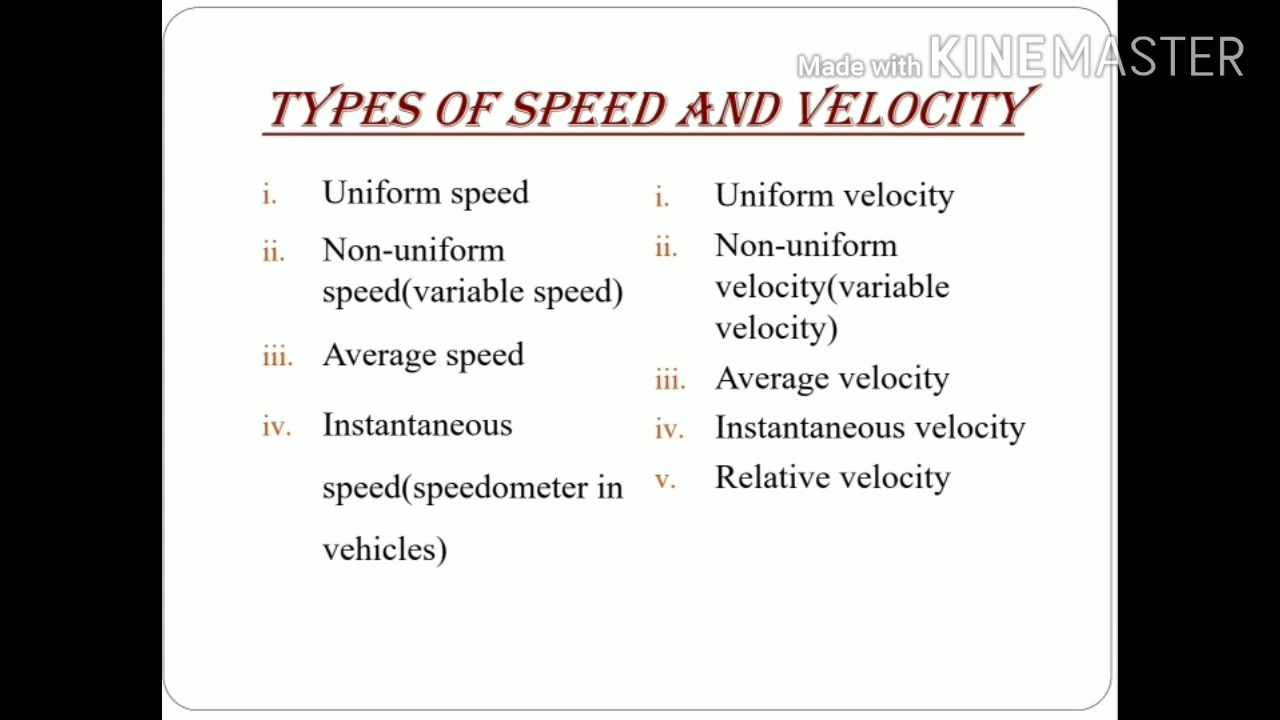 Made with KINEMASTER
TYPES OF SPEED AND VELOCITY
i. Uniform speed
ii. Non-uniform
speed(variable speed)
iii. Average speed
iv. Instantaneous
speed(speedometer in
vehicles)
i. Uniform velocity
ii. Non-uniform
velocity(variable
velocity)
iii. Average velocity
iv. Instantaneous velocity
v. Relative velocity